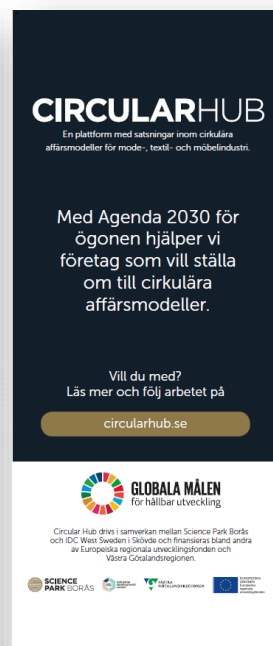 CIRCULARHUB
En plattform med satsningar inom cirkulära
affärsmodeller för mode-, textil- och möbelindustri.
Med Agenda 2030 för
ögonen hjälper vi
företag som vill ställa
om till cirkulära
affärsmodeller.
Vill du med?
Läs mer och följ arbetet på
circularhub.se
GLOBALA MÅLEN
för hållbar utveckling
Circular Hub drivs i samverkan mellan Science Park Borås
och IDC West Sweden i Skövde och finansieras bland andra
av Europeiska regionala utvecklingsfonden och
Västra Götalandsregionen.
SCIENCE
PARK BORÅS
VÄSTRA
GÖTALANDSREGIONEN
EUROPEISKA
UNIONEN